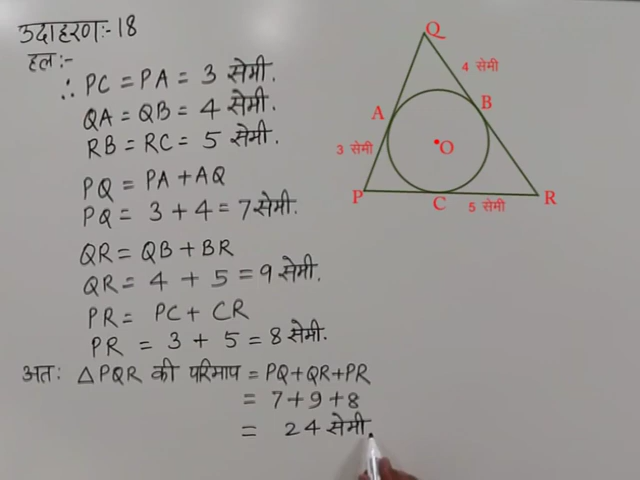 उदाहरणः-18
हलः-
∴ PC = PA = 3 सेमी.
QA = QB = 4 सेमी.
RB = RC = 5 सेमी.
PQ = PA + AQ
PQ = 3 + 4 = 7 सेमी.
QR = QB + BR
QR = 4 + 5 = 9 सेमी.
PR = PC + CR
PR = 3 + 5 = 8 सेमी.
अतः △PQR की परिमाप = PQ + QR + PR
= 7 + 9 + 8
= 24 सेमी.
Q
4 सेमी
A
B
3 सेमी
O
P
C
R
5 सेमी